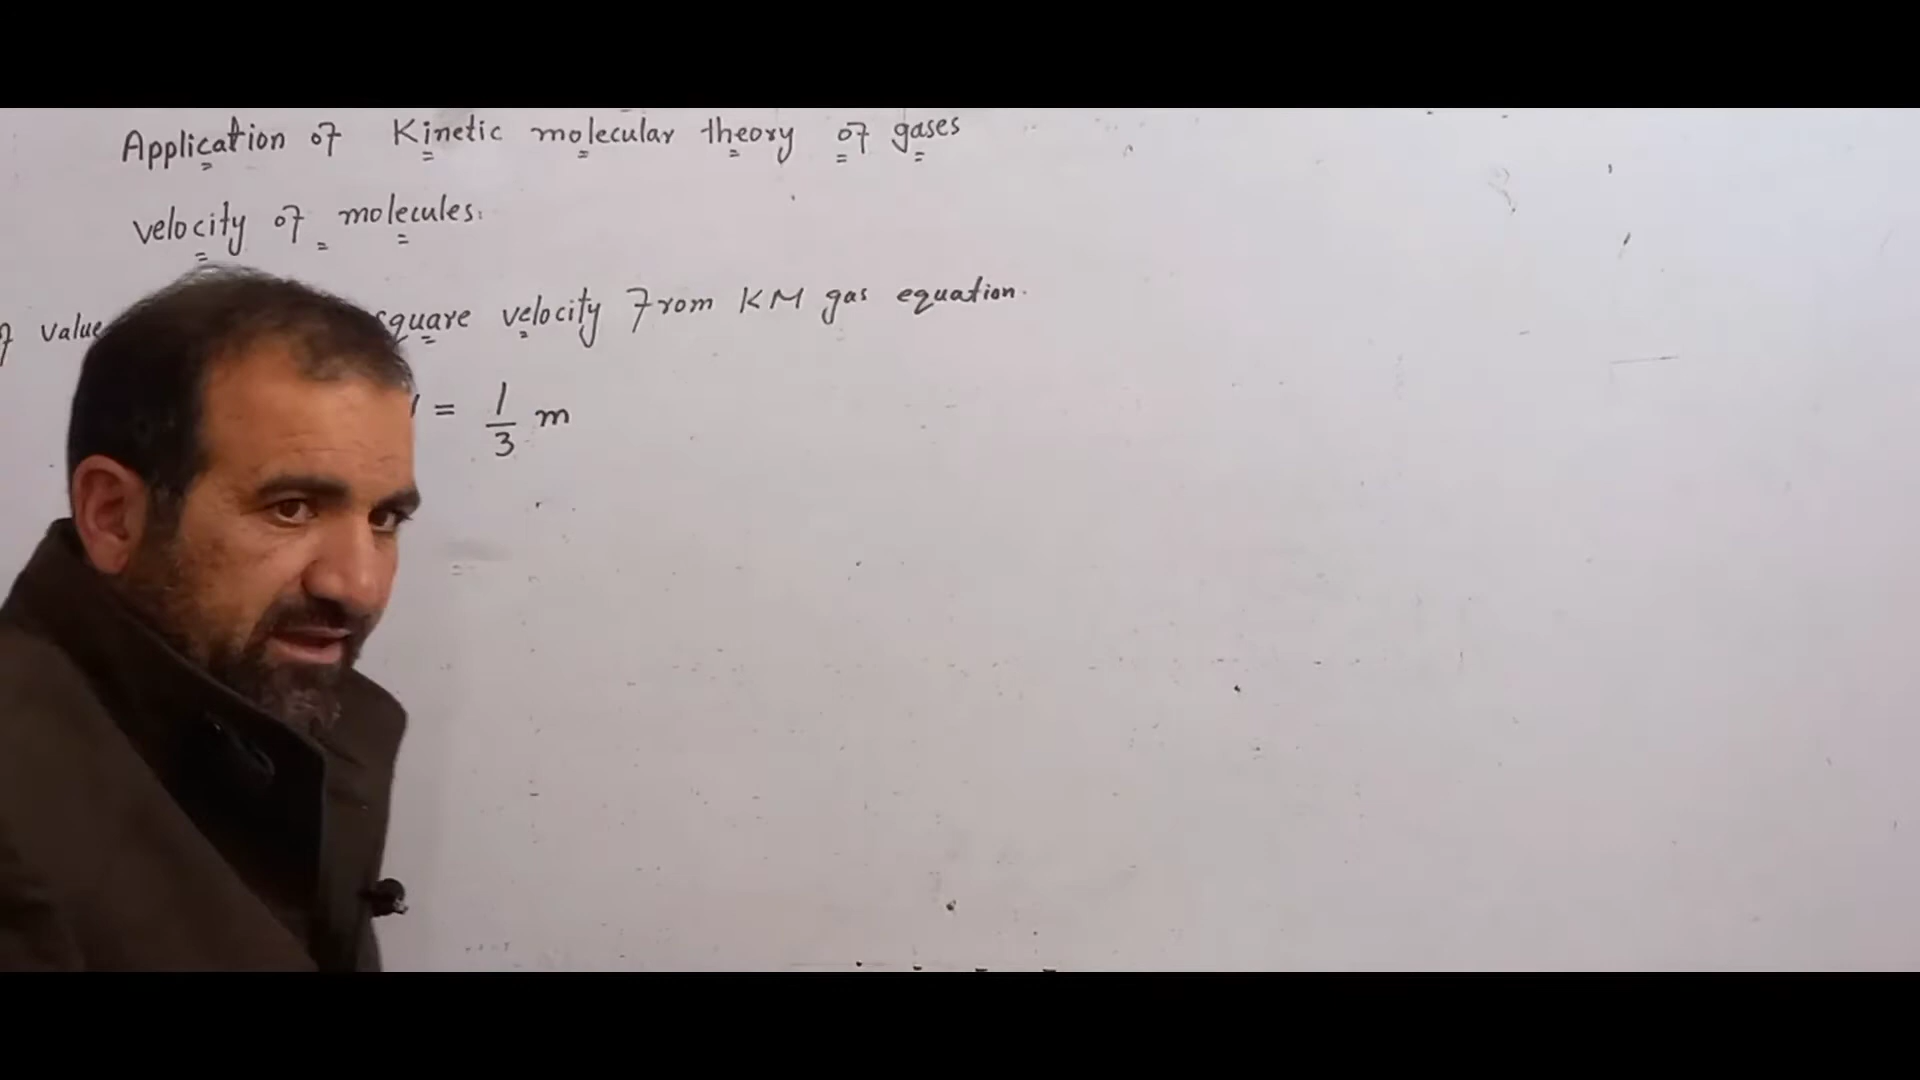 Application of Kinetic molecular theory of gases
velocity of molecules:
value square velocity from KM gas equation.
= 1/3 m